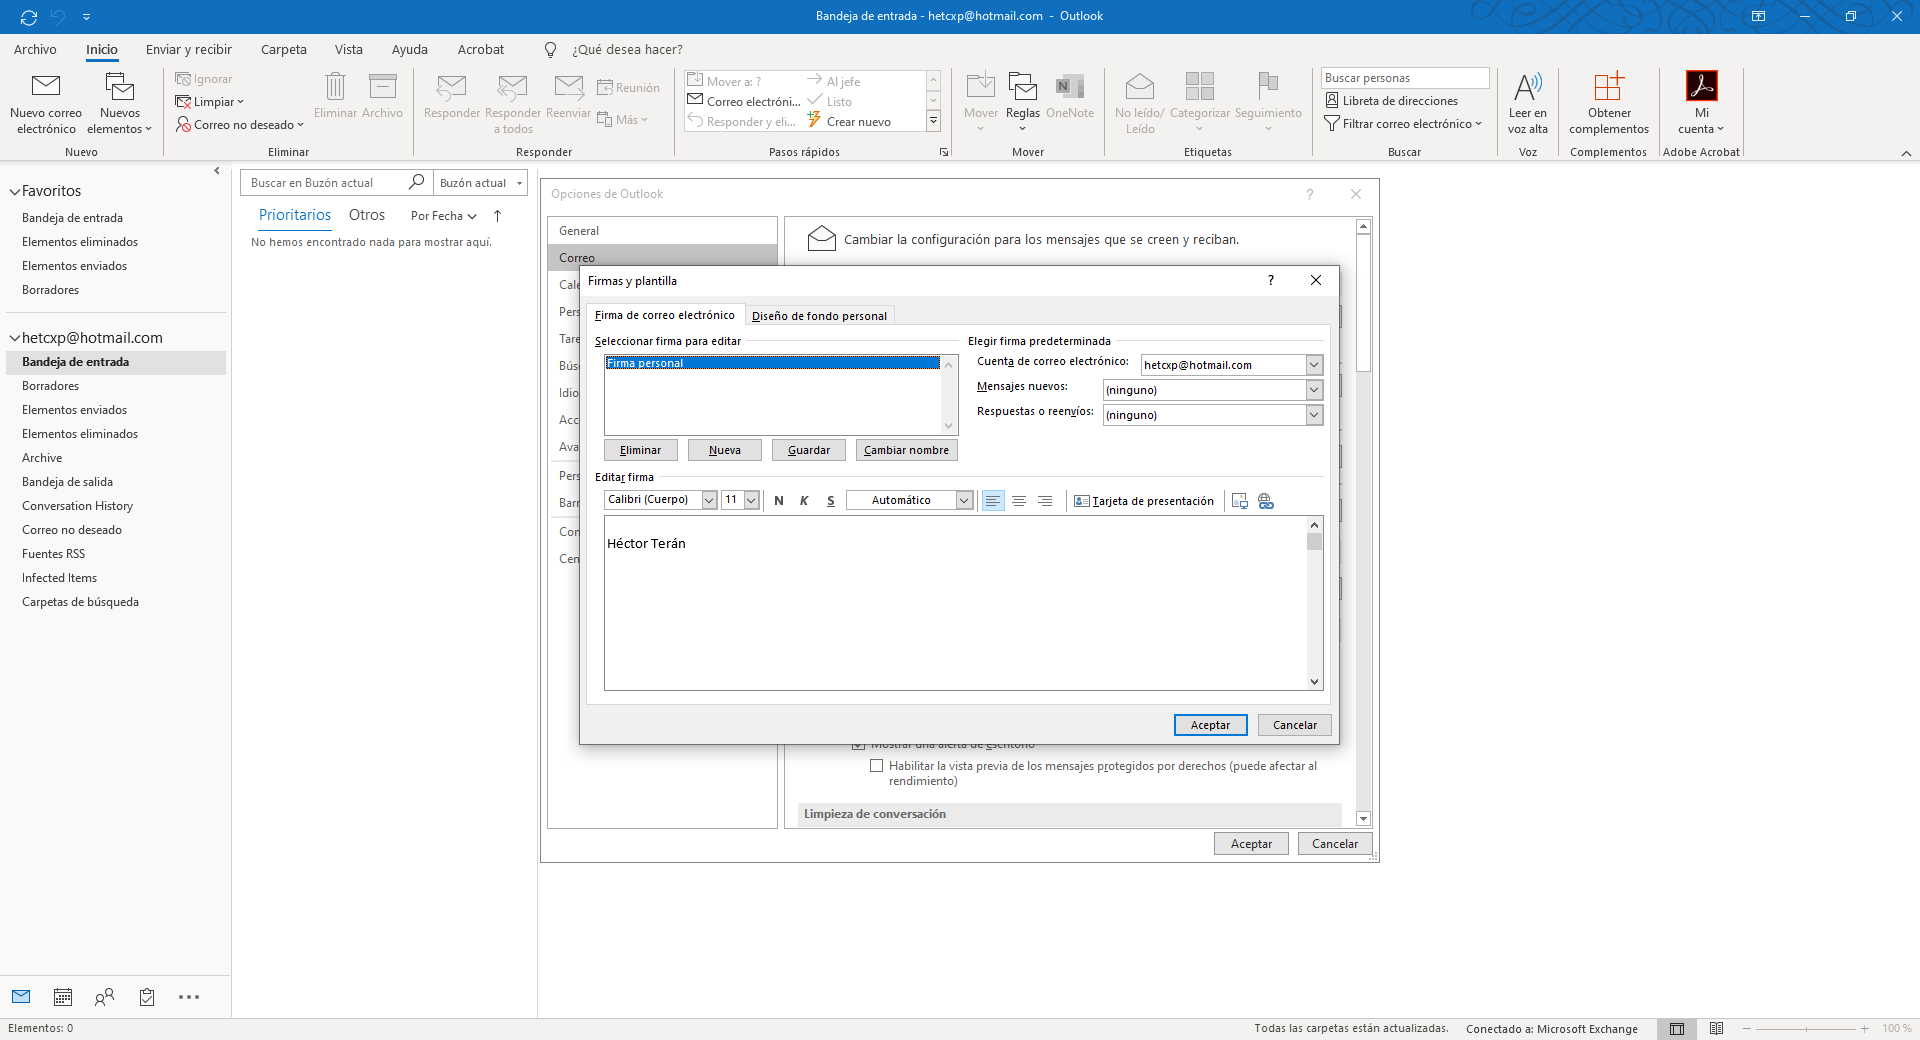 Bandeja de entrada - hetcxp@hotmail.com - Outlook
Archivo Inicio Enviar y recibir Carpeta Vista Ayuda Acrobat ¿Qué desea hacer?
Nuevo correo electrónico
Nuevos elementos
Nuevo
Ignorar
Limpiar
Correo no deseado
Eliminar
Archivo
Eliminar
Responder
Responder a todos
Reenviar
Reunión
Más
Responder
Mover a: ?
Correo electróni...
Responder y eli...
Al jefe
Listo
Crear nuevo
Pasos rápidos
Mover
Reglas
OneNote
Mover
No leído/ Leído
Categorizar
Seguimiento
Etiquetas
Buscar personas
Libreta de direcciones
Filtrar correo electrónico
Buscar
Leer en voz alta
Voz
Obtener complementos
Complementos
Mi cuenta
Adobe Acrobat
Favoritos
Bandeja de entrada
Elementos eliminados
Elementos enviados
Borradores
hetcxp@hotmail.com
Bandeja de entrada
Borradores
Elementos enviados
Elementos eliminados
Archive
Bandeja de salida
Conversation History
Correo no deseado
Fuentes RSS
Infected Items
Carpetas de búsqueda
Buscar en Buzón actual
Buzón actual
Prioritarios Otros Por Fecha
No hemos encontrado nada para mostrar aquí.
Opciones de Outlook
?
General
Correo
Cale
Pers
Tare
Bús
Idio
Acc
Ava
Pers
Barr
Con
Cen
Cambiar la configuración para los mensajes que se creen y reciban.
Firmas y plantilla
?
Firma de correo electrónico
Diseño de fondo personal
Seleccionar firma para editar
Firma personal
Eliminar
Nueva
Guardar
Cambiar nombre
Elegir firma predeterminada
Cuenta de correo electrónico: hetcxp@hotmail.com
Mensajes nuevos: (ninguno)
Respuestas o reenvíos: (ninguno)
Editar firma
Calibri (Cuerpo) 11 N K S Automático Tarjeta de presentación
Héctor Terán
Aceptar
Cancelar
Mostrar una alerta de escritorio
Habilitar la vista previa de los mensajes protegidos por derechos (puede afectar al
rendimiento)
Limpieza de conversación
Aceptar
Cancelar
Elementos: 0
Todas las carpetas están actualizadas.
Conectado a: Microsoft Exchange
100 %